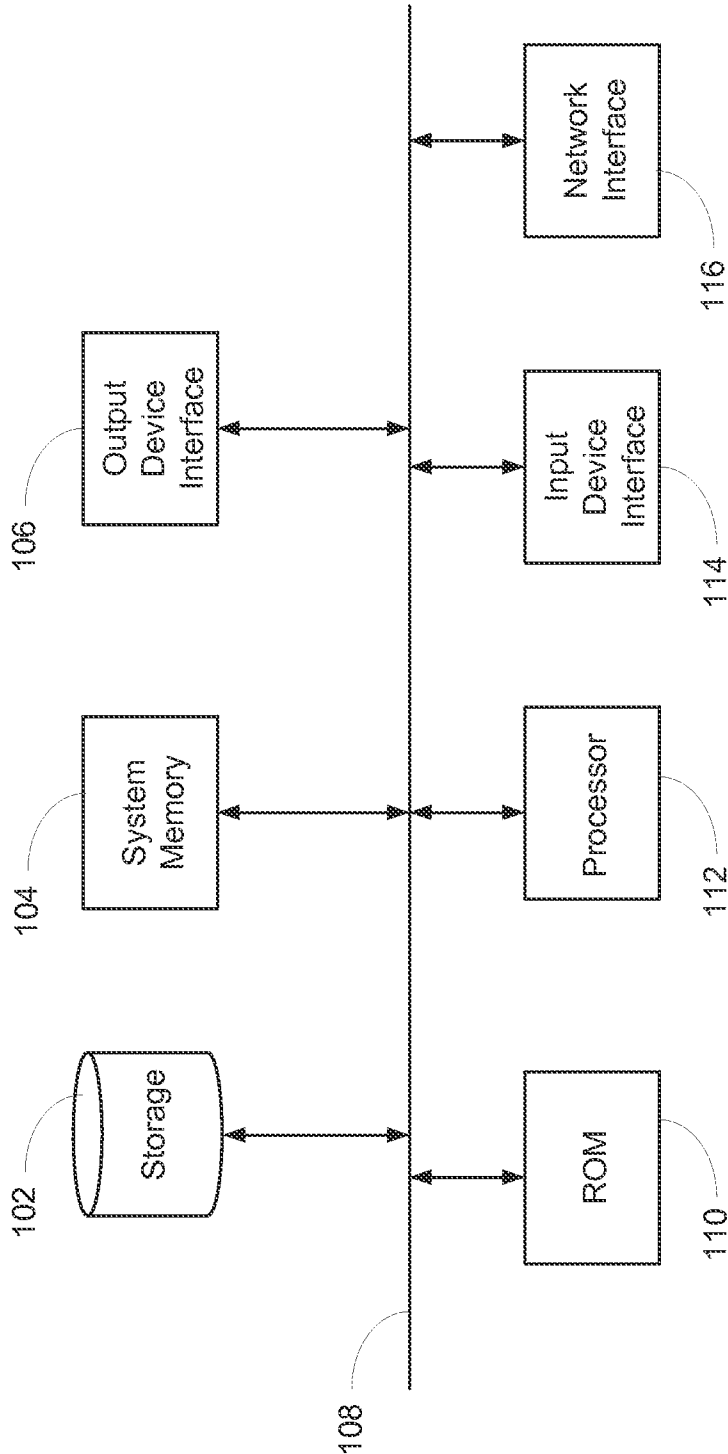 102
Storage
104
System
Memory
106
Output
Device
Interface
108
ROM
110
Processor
112
Input
Device
Interface
114
Network
Interface
116